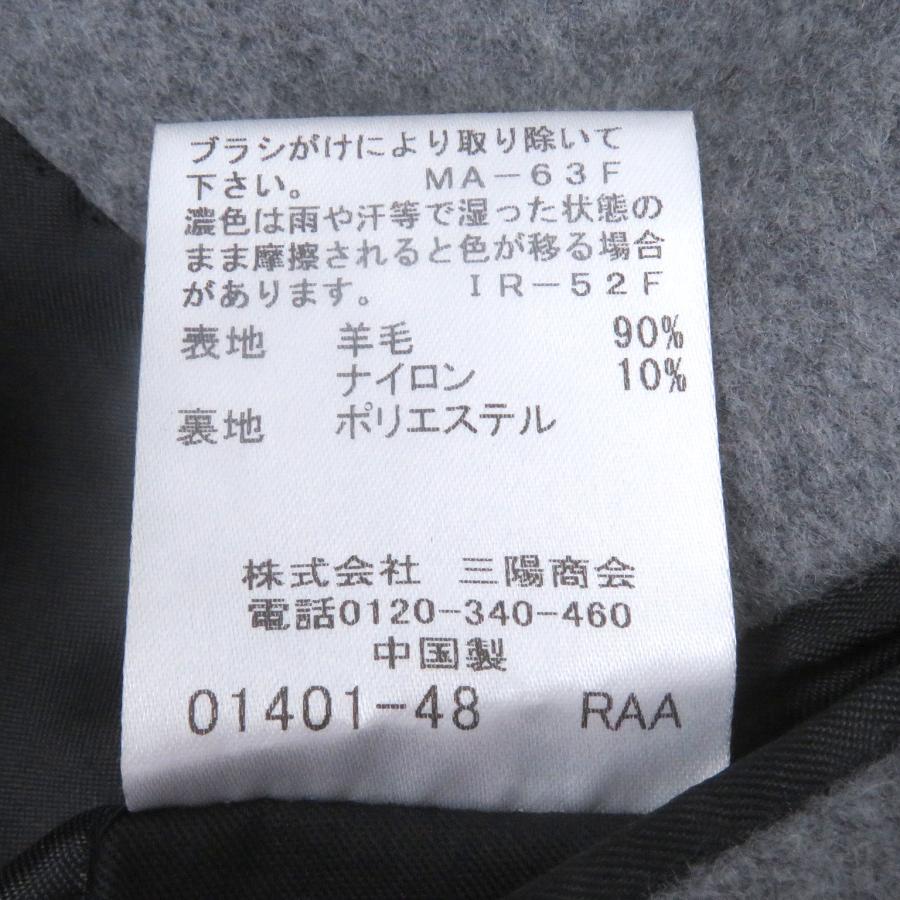 ブラシがけにより取り除いて
下さい。 MA-63F
濃色は雨や汗等で湿った状態の
まま摩擦されると色が移る場合
があります。 IR-52F
表地 羊毛 90%
ナイロン 10%
裏地 ポリエステル
株式会社 三陽商会
電話0120-340-460
中国製
01401-48 RAA